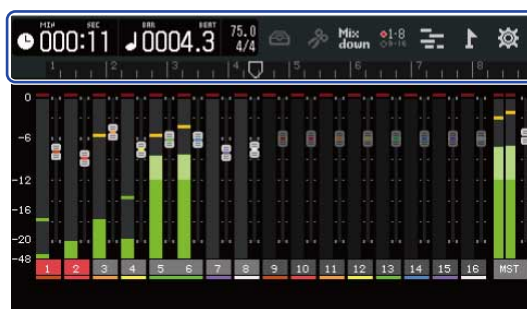 MIN SEC BAR BEAT
000:11 0004.3 75.0 4/4 Mix down 1-8 9-16
1 2 3 4 5 6 7 8
0
-6
-12
-16
-20
-48
1 2 3 4 5 6 7 8 9 10 11 12 13 14 15 16 MST